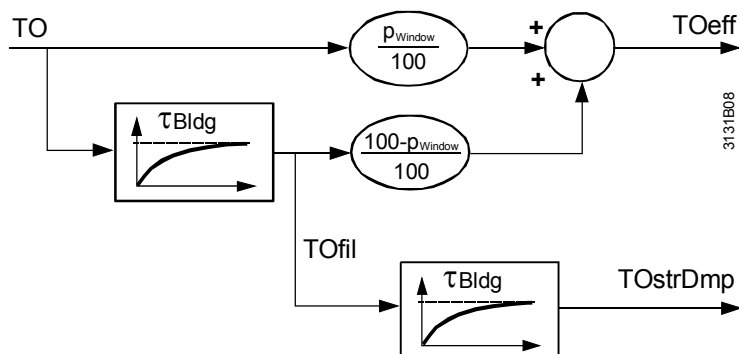 TO
pWindow
100
+
TOeff
+
τBldg
100-pWindow
100
3131B08
TOfil
τBldg
TOstrDmp